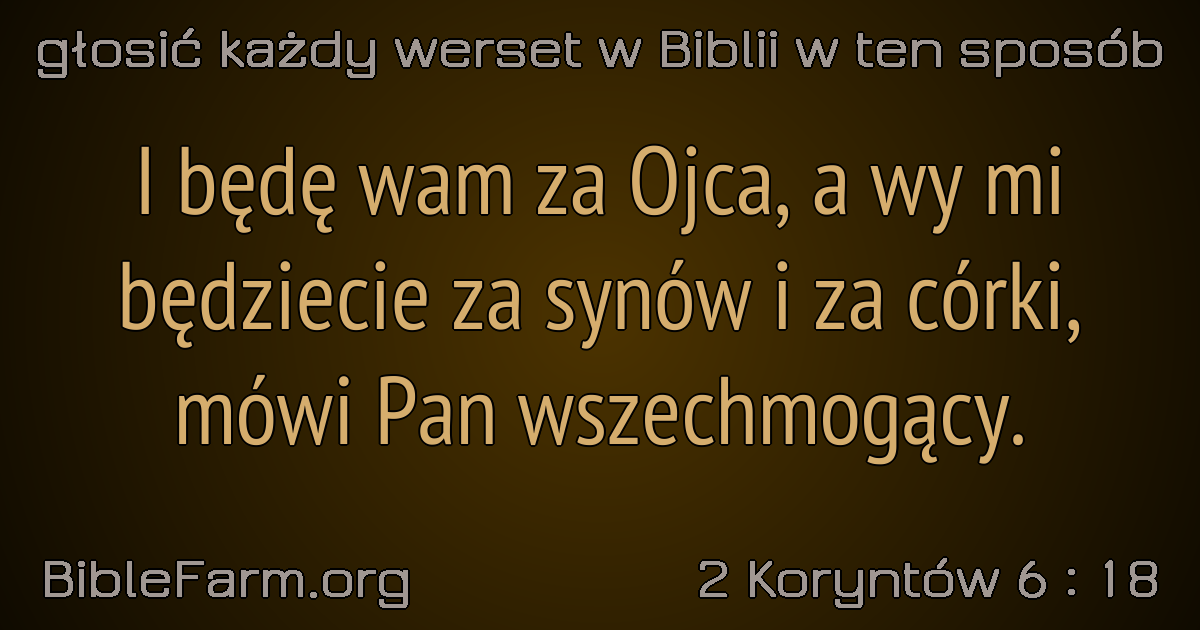 głosić każdy werset w Biblii w ten sposób
I będę wam za Ojca, a wy mi
będziecie za synów i za córki,
mówi Pan wszechmogący.
BibleFarm.org
2 Koryntów 6 : 18